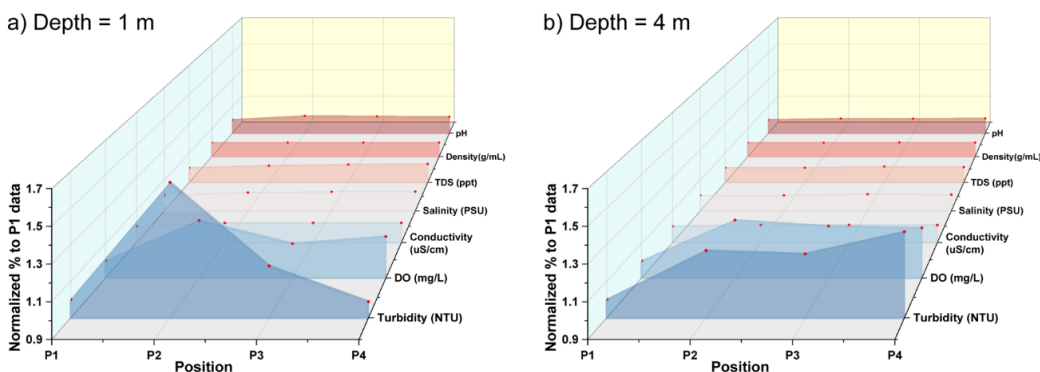 a) Depth = 1 m
pH
Density(g/mL)
TDS (ppt)
Salinity (PSU)
Conductivity
(uS/cm)
DO (mg/L)
Turbidity (NTU)
Normalized % to P1 data
1.7
1.5
1.3
1.1
0.9
P1
P2
P3
P4
Position
b) Depth = 4 m
pH
Density(g/mL)
TDS (ppt)
Salinity (PSU)
Conductivity
(uS/cm)
DO (mg/L)
Turbidity (NTU)
Normalized % to P1 data
1.7
1.5
1.3
1.1
0.9
P1
P2
P3
P4
Position